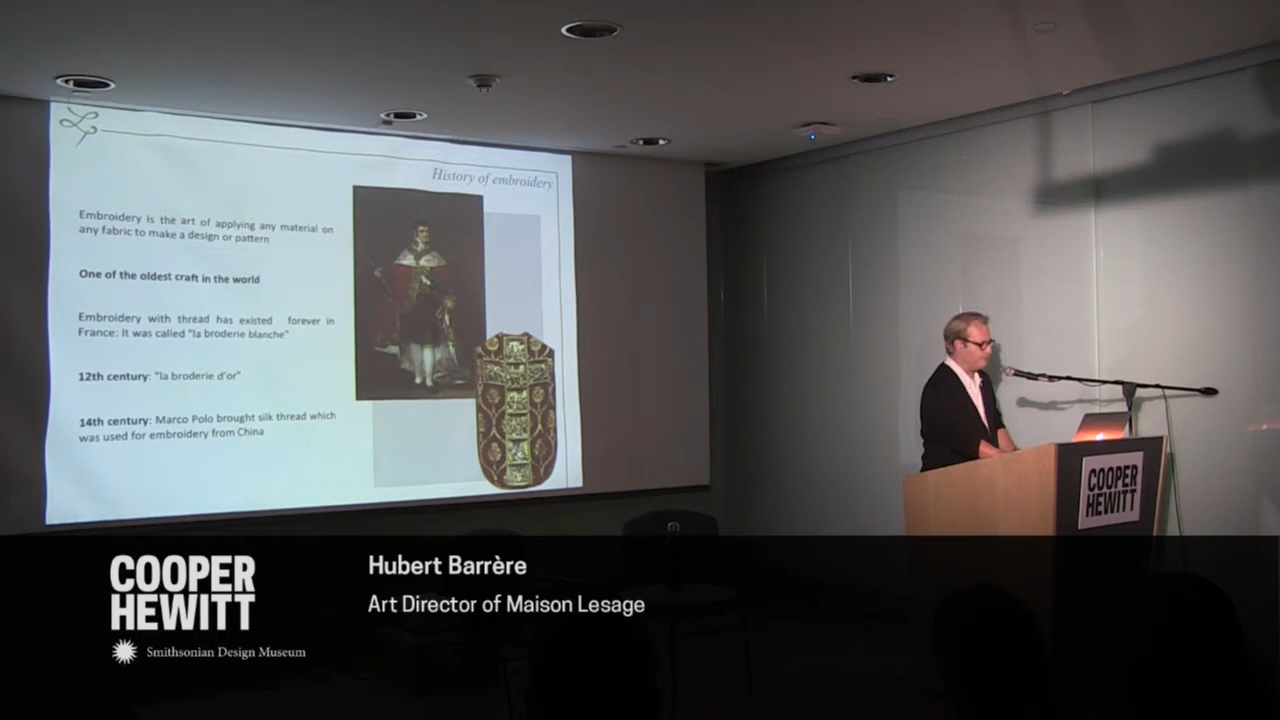 History of embroidery
Embroidery is the art of applying any material on
any fabric to make a design or pattern
One of the oldest craft in the world
Embroidery with thread has existed forever in
France: It was called "la broderie blanche"
12th century: "la broderie d'or"
14th century: Marco Polo brought silk thread which
was used for embroidery from China
COOPER
HEWITT
COOPER
HEWITT
Smithsonian Design Museum
Hubert Barrère
Art Director of Maison Lesage